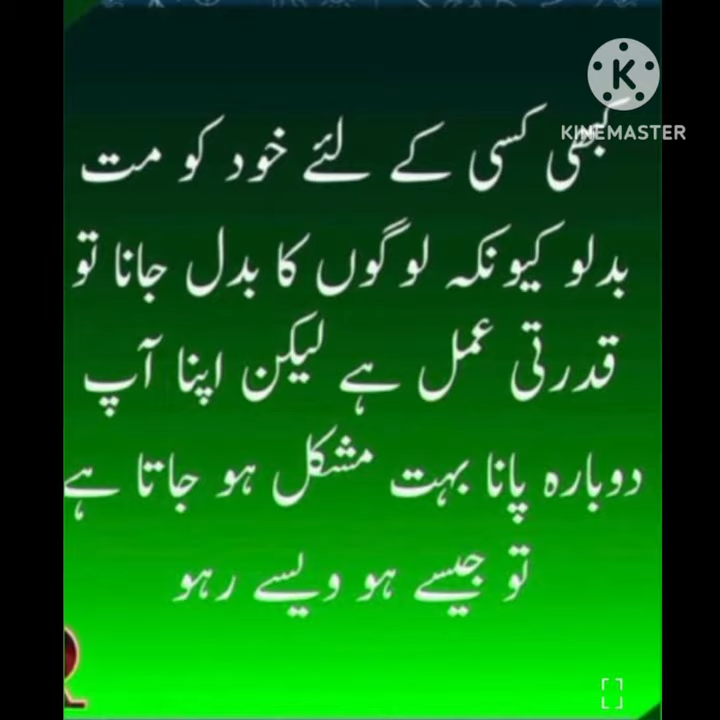 KINEMASTER
کبھی کسی کے لئے خود کو مت
بدلو کیونکہ لوگوں کا بدل جانا تو
قدرتی عمل ہے لیکن اپنا آپ
دوبارہ پانا بہت مشکل ہو جاتا ہے
تو جیسے ہو ویسے رہو